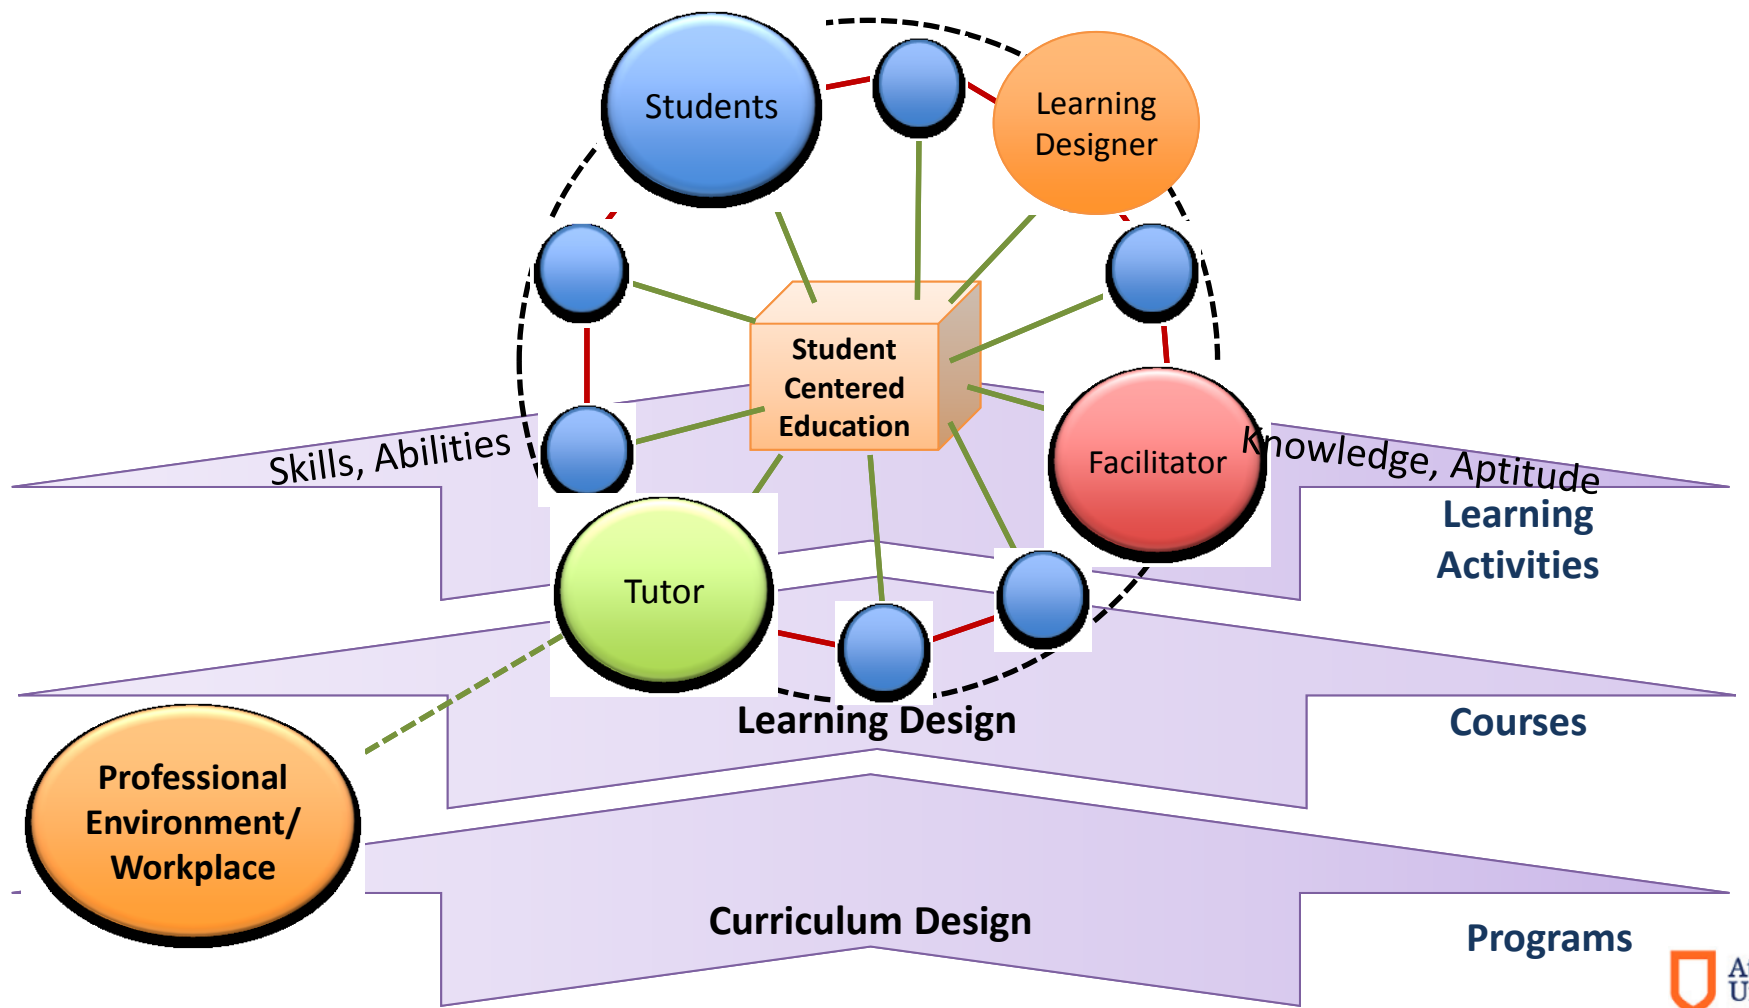 Students
Learning
Designer
Student
Centered
Education
Skills, Abilities
Facilitator
Knowledge, Aptitude
Learning
Activities
Tutor
Learning Design
Courses
Professional
Environment/
Workplace
Curriculum Design
Programs